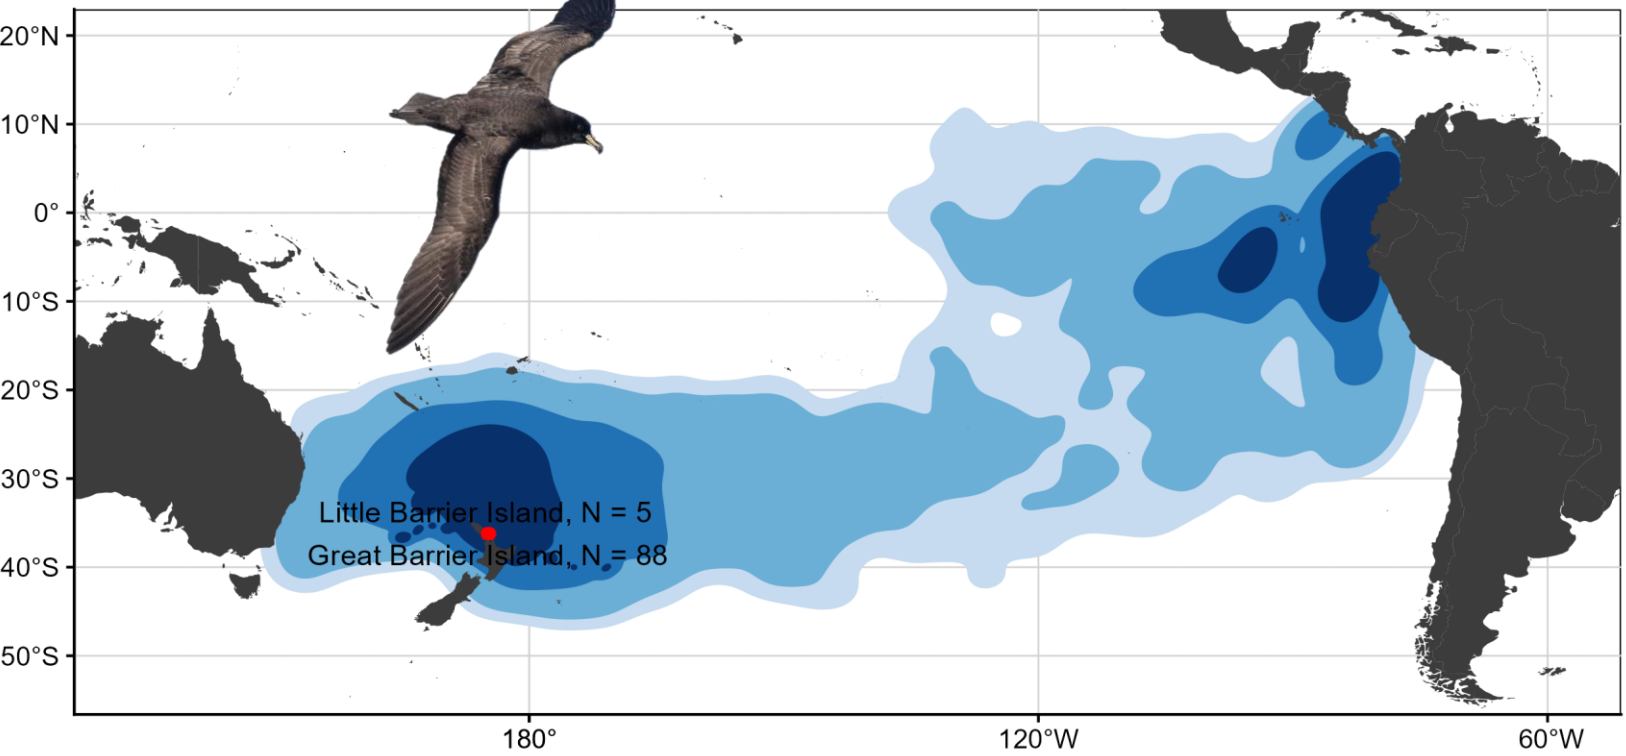 20°N
10°N
0°
10°S
20°S
30°S
Little Barrier Island, N = 5
Great Barrier Island, N = 88
40°S
50°S
180°
120°W
60°W